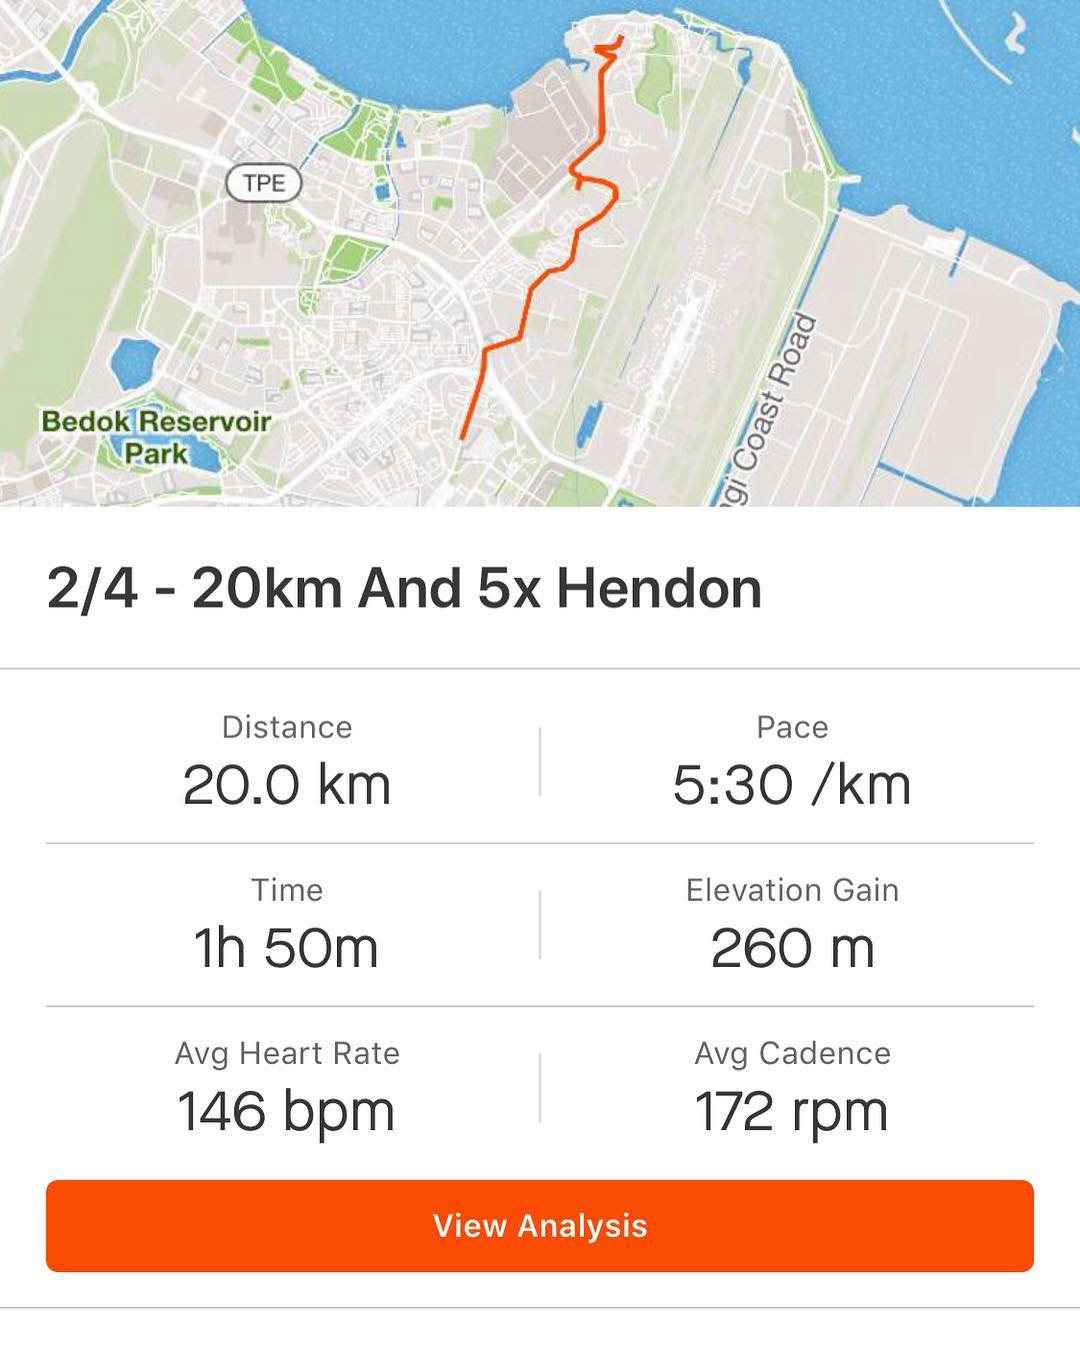 TPE
Bedok Reservoir
Park
gi Coast Road
2/4 - 20km And 5x Hendon
Distance
20.0 km
Pace
5:30 /km
Time
1h 50m
Elevation Gain
260 m
Avg Heart Rate
146 bpm
Avg Cadence
172 rpm
View Analysis